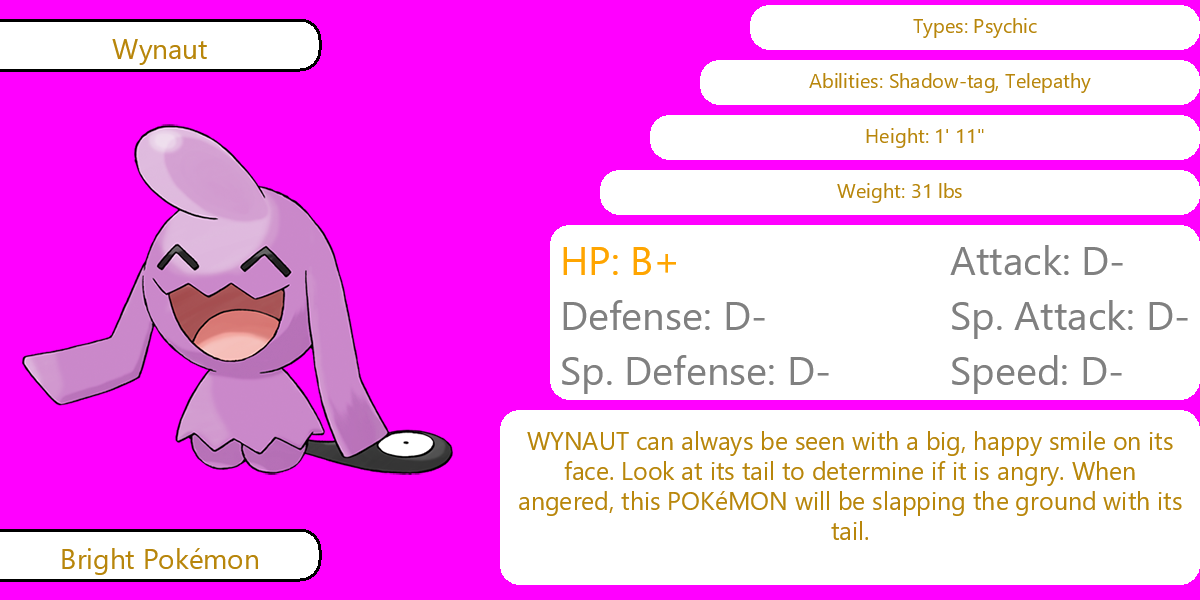 Wynaut
Types: Psychic
Abilities: Shadow-tag, Telepathy
Height: 1' 11"
Weight: 31 lbs
HP: B+
Attack: D-
Defense: D-
Sp. Attack: D-
Sp. Defense: D-
Speed: D-
WYNAUT can always be seen with a big, happy smile on its
face. Look at its tail to determine if it is angry. When
angered, this POKéMON will be slapping the ground with its
tail.
Bright Pokémon